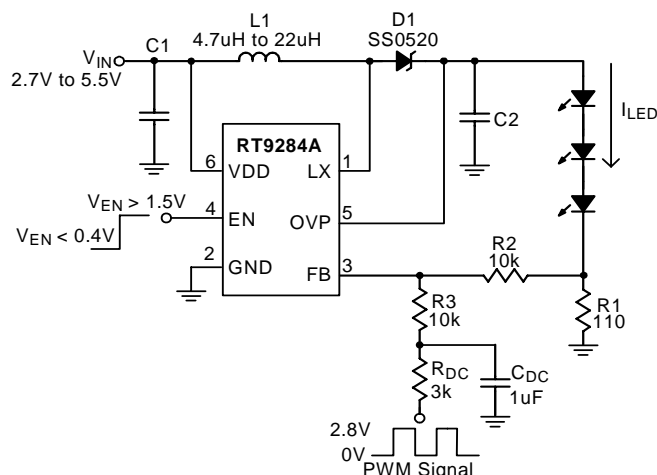 L1
4.7uH to 22uH
D1
SS0520
C1
VIN
2.7V to 5.5V
C2
ILED
RT9284A
6
VDD
LX
1
VEN > 1.5V
VEN < 0.4V
4
EN
OVP
5
2
GND
FB
3
R2
10k
R3
10k
R1
110
RDC
3k
CDC
1uF
2.8V
0V
PWM Signal